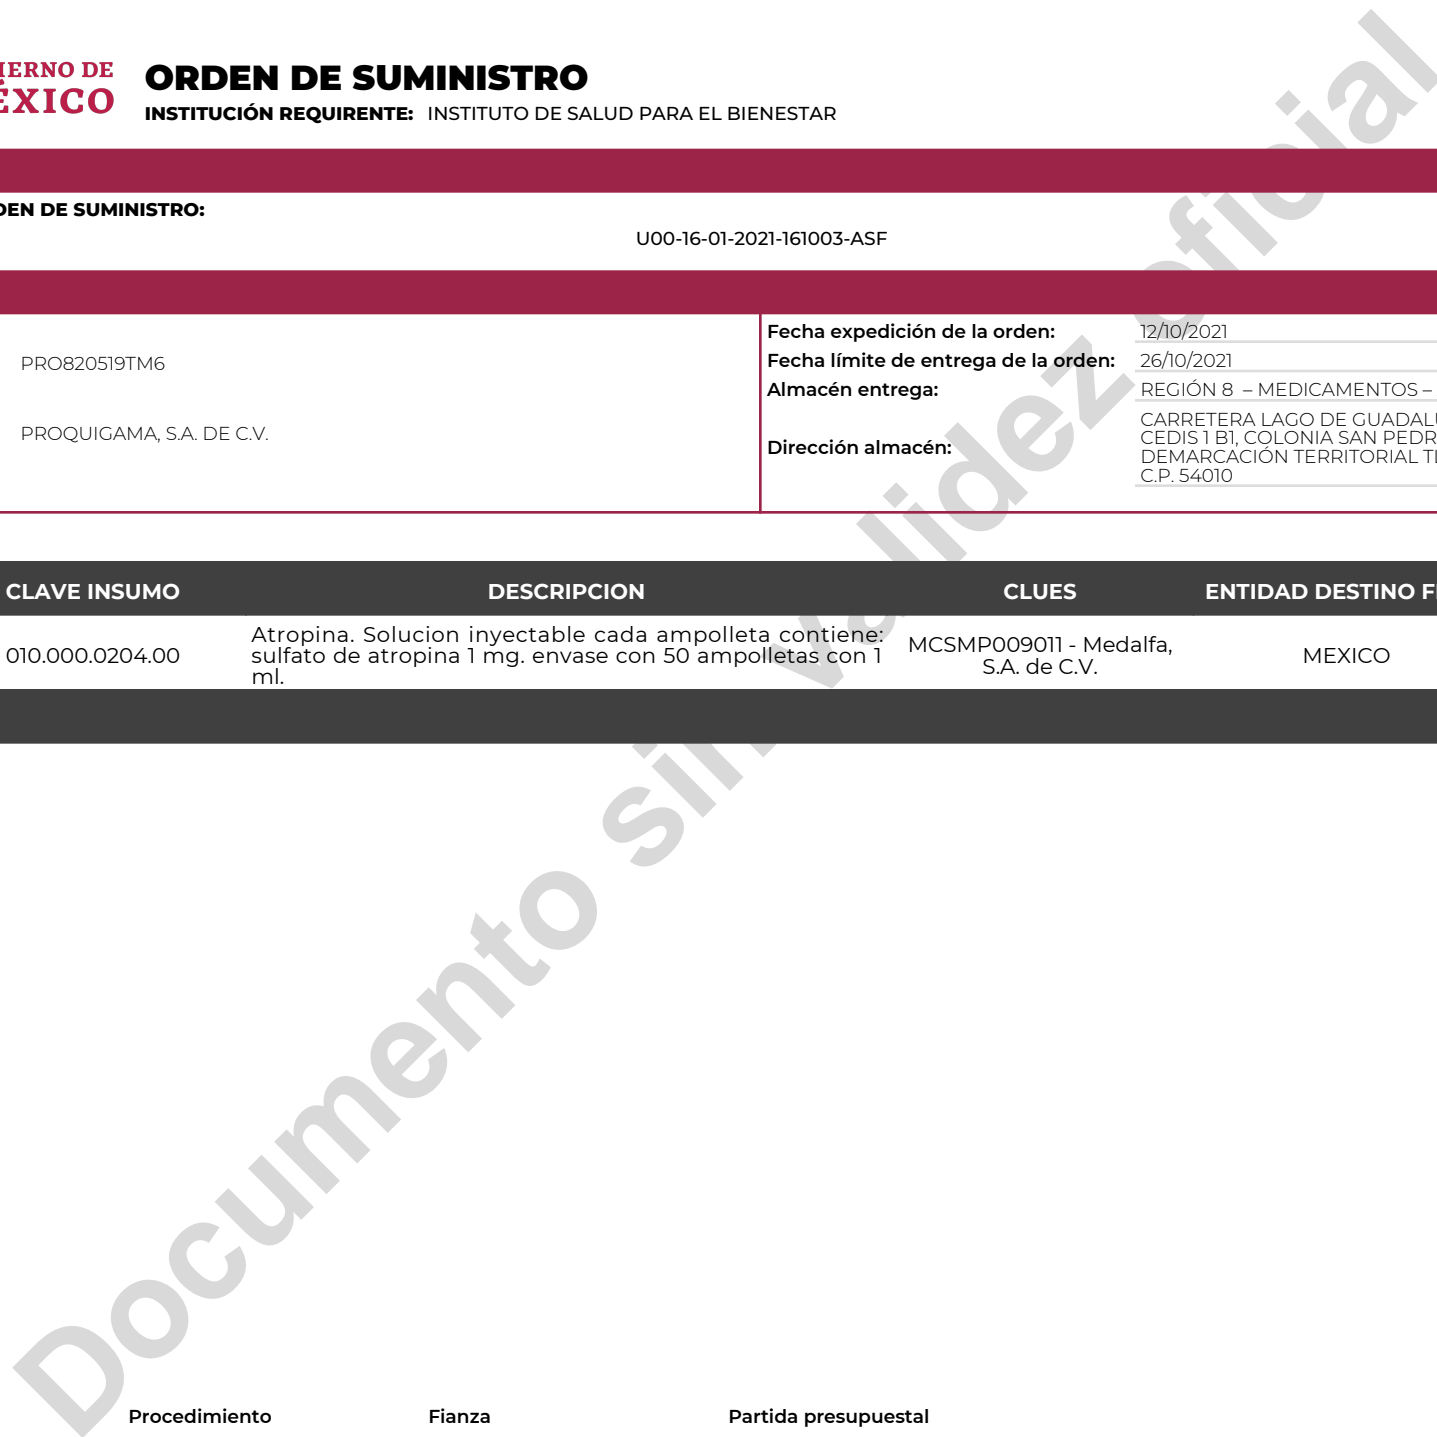 IERNO DE
ÉXICO
ORDEN DE SUMINISTRO
INSTITUCIÓN REQUIRENTE: INSTITUTO DE SALUD PARA EL BIENESTAR
DEN DE SUMINISTRO:
U00-16-01-2021-161003-ASF
PRO820519TM6
PROQUIGAMA, S.A. DE C.V.
Fecha expedición de la orden: 12/10/2021
Fecha límite de entrega de la orden: 26/10/2021
Almacén entrega: REGIÓN 8 – MEDICAMENTOS –
Dirección almacén:
CARRETERA LAGO DE GUADAL
CEDIS 1 B1, COLONIA SAN PEDR
DEMARCACIÓN TERRITORIAL T
C.P. 54010
CLAVE INSUMO DESCRIPCION CLUES ENTIDAD DESTINO F
010.000.0204.00
Atropina. Solucion inyectable cada ampolleta contiene:
sulfato de atropina 1 mg. envase con 50 ampolletas con 1
ml.
MCSMP009011 - Medalfa,
S.A. de C.V.
MEXICO
Documento sin validez oficial
Procedimiento Fianza Partida presupuestal